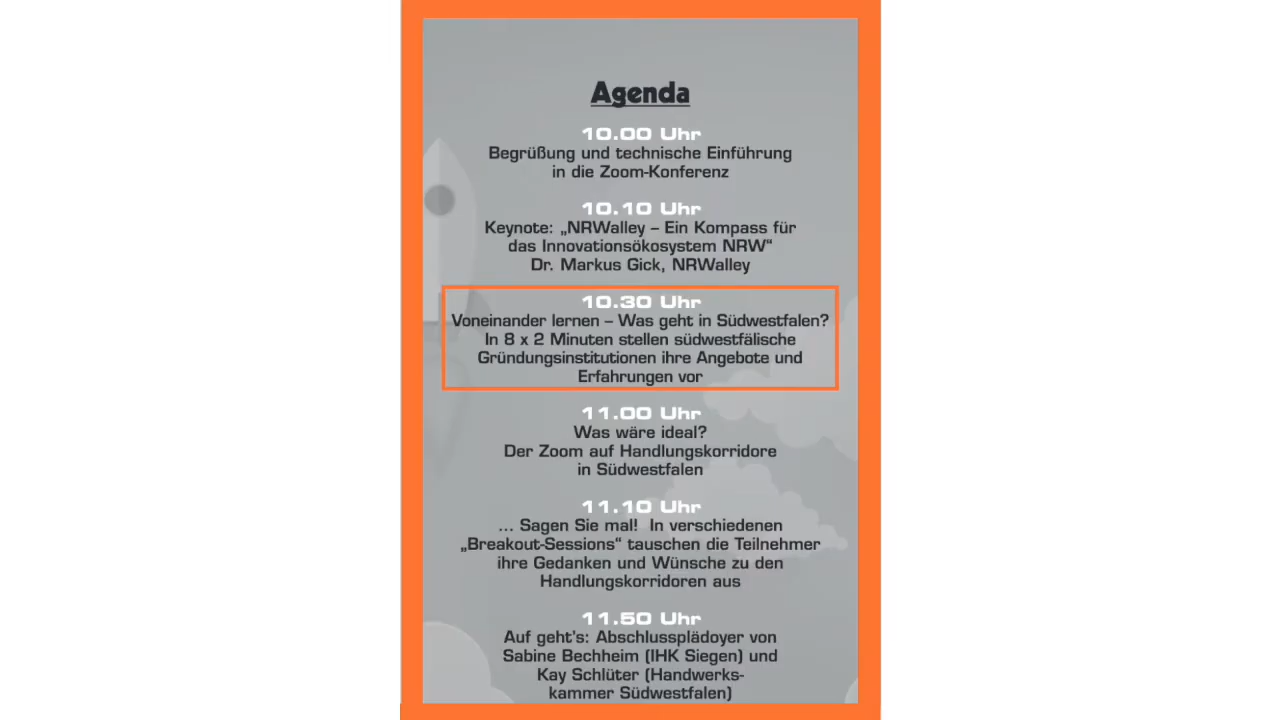 Agenda
10.00 Uhr
Begrüßung und technische Einführung
in die Zoom-Konferenz
10.10 Uhr
Keynote: „NRWalley – Ein Kompass für
das Innovationsökosystem NRW“
Dr. Markus Gick, NRWalley
10.30 Uhr
Voneinander lernen – Was geht in Südwestfalen?
In 8 x 2 Minuten stellen südwestfälische
Gründungsinstitutionen ihre Angebote und
Erfahrungen vor
11.00 Uhr
Was wäre ideal?
Der Zoom auf Handlungskorridore
in Südwestfalen
11.10 Uhr
... Sagen Sie mal!  In verschiedenen
„Breakout-Sessions“ tauschen die Teilnehmer
ihre Gedanken und Wünsche zu den
Handlungskorridoren aus
11.50 Uhr
Auf geht's: Abschlussplädoyer von
Sabine Bechheim (IHK Siegen) und
Kay Schlüter (Handwerks-
kammer Südwestfalen)